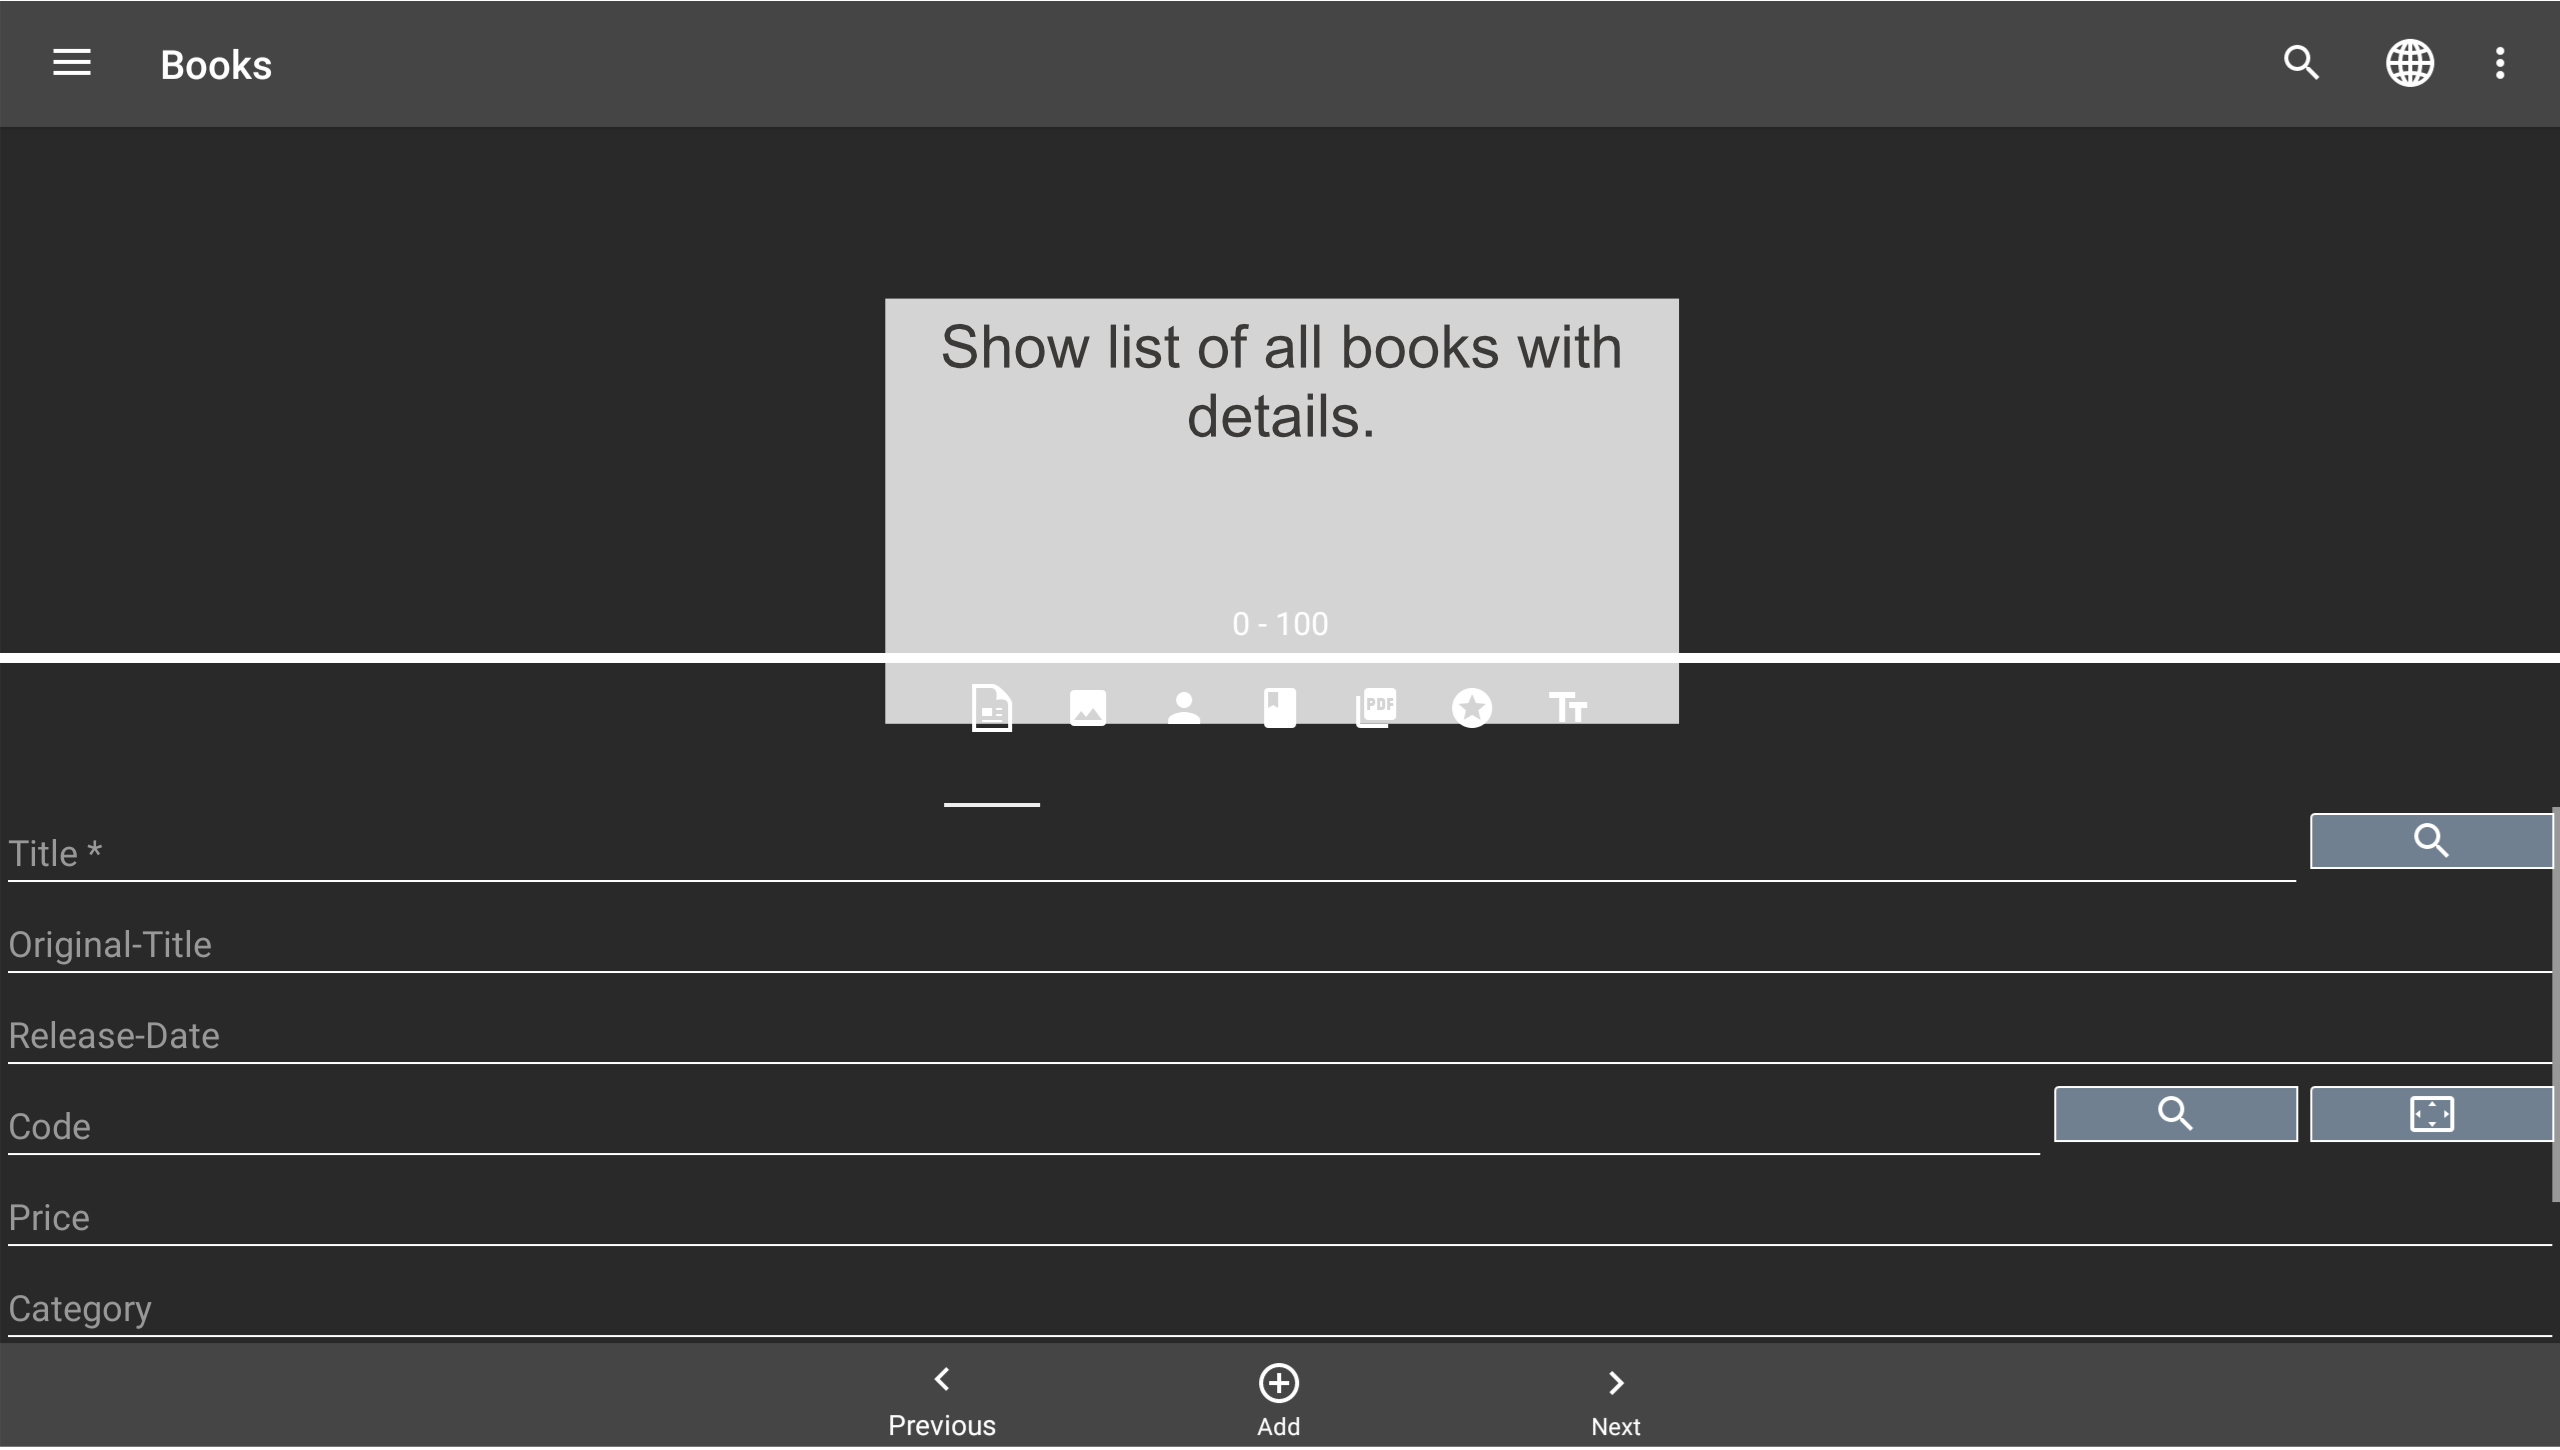 Books
Show list of all books with
details.
0 - 100
PDF
Title *
Original-Title
Release-Date
Code
Price
Category
Previous
Add
Next